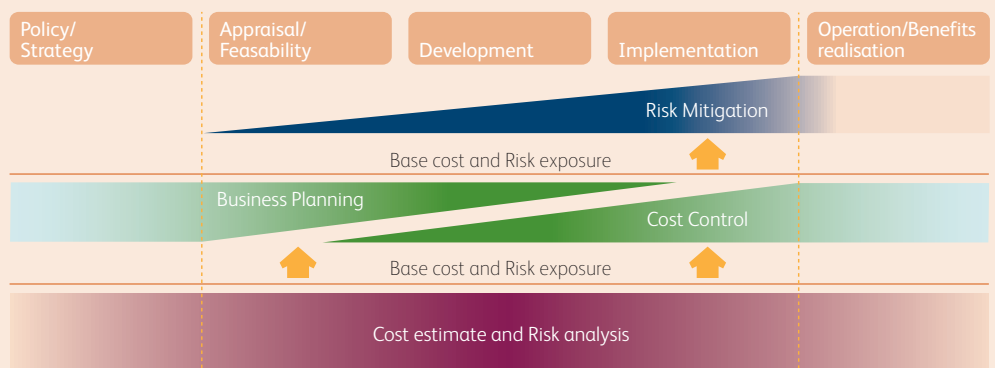 Policy/
Strategy
Appraisal/
Feasability
Development
Implementation
Operation/Benefits
realisation
Risk Mitigation
Base cost and Risk exposure
Business Planning
Cost Control
Base cost and Risk exposure
Cost estimate and Risk analysis